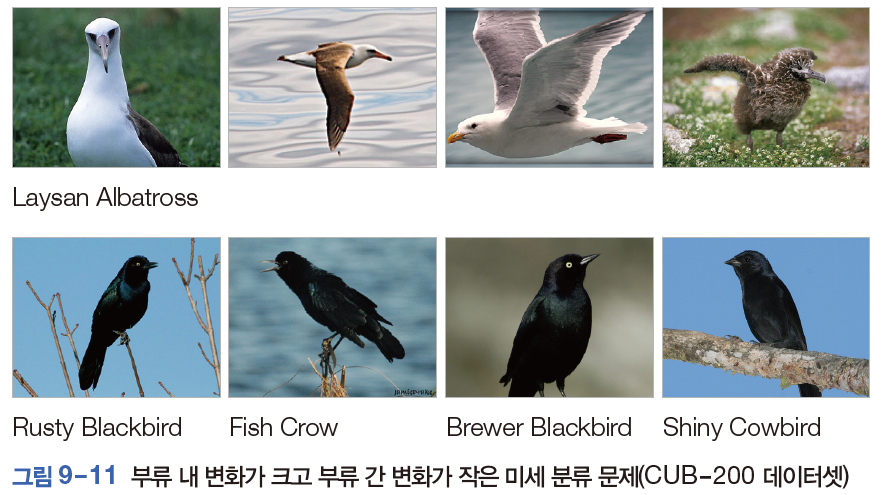 Laysan Albatross
Rusty Blackbird Fish Crow Brewer Blackbird Shiny Cowbird
그림 9-11 부류 내 변화가 크고 부류 간 변화가 작은 미세 분류 문제(CUB-200 데이터셋)